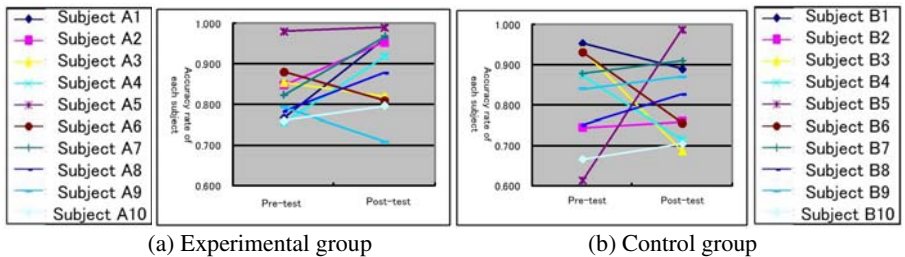 Subject A1
Subject A2
Subject A3
Subject A4
Subject A5
Subject A6
Subject A7
Subject A8
Subject A9
Subject A10
Accuracy rate of
each subject
1.000
0.900
0.800
0.700
0.600
Pre-test
Post-test
(a) Experimental group
Accuracy rate of
each subject
1.000
0.900
0.800
0.700
0.600
Pre-test
Post-test
(b) Control group
Subject B1
Subject B2
Subject B3
Subject B4
Subject B5
Subject B6
Subject B7
Subject B8
Subject B9
Subject B10